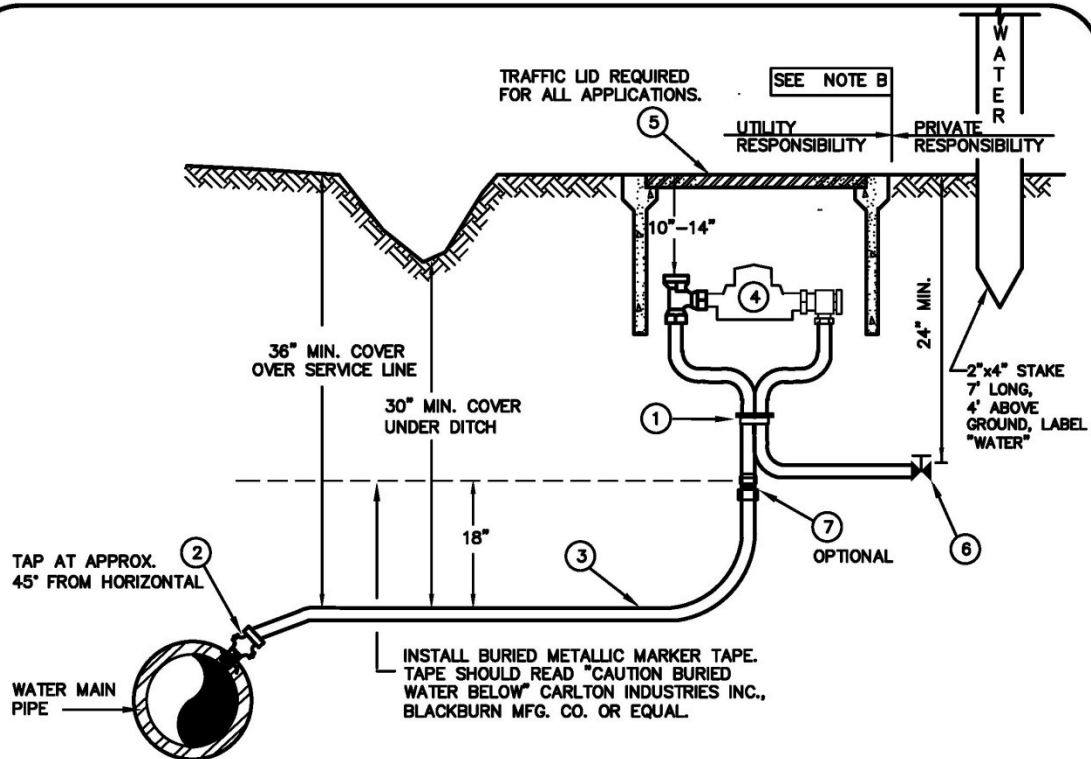 WATER
TRAFFIC LID REQUIRED
FOR ALL APPLICATIONS.
5
SEE NOTE B
UTILITY
RESPONSIBILITY
PRIVATE
RESPONSIBILITY
10"-14"
4
36" MIN. COVER
OVER SERVICE LINE
30" MIN. COVER
UNDER DITCH
24" MIN.
2"x4" STAKE
7' LONG,
4' ABOVE
GROUND, LABEL
"WATER"
1
18"
7
OPTIONAL
6
TAP AT APPROX.
45° FROM HORIZONTAL
2
3
WATER MAIN
PIPE
INSTALL BURIED METALLIC MARKER TAPE.
TAPE SHOULD READ "CAUTION BURIED
WATER BELOW" CARLTON INDUSTRIES INC.,
BLACKBURN MFG. CO. OR EQUAL.